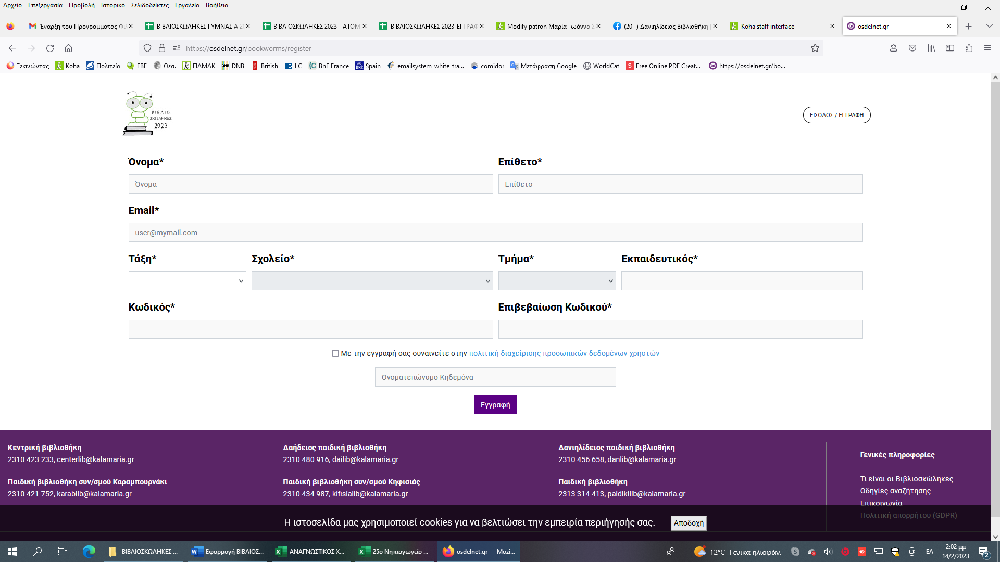 Αρχείο Επεξεργασία Προβολή Ιστορικό Σελιδοδείκτες Εργαλεία Βοήθεια
Έναρξη του Πρόγραμματος Φι ΒΙΒΛΙΟΣΚΩΛΗΚΕΣ ΓΥΜΝΑΣΙΑ 20 ΒΙΒΛΙΟΣΚΩΛΗΚΕΣ 2023 - ΑΤΟΜ ΒΙΒΛΙΟΣΚΩΛΗΚΕΣ 2023-ΕΓΓΡΑΦ Modify patron Μαρία-Ιωάννα Σ (20+) Δανιηλίδειος Βιβλιοθήκη | Koha staff interface osdelnet.gr
https://osdelnet.gr/bookworms/register
Ξεκινώντας Koha Πολιτεία ΕΒΕ Θεσ. ΠΑΜΑΚ DNB British LC BnF France Spain emailsystem_white_tra... comidor Μετάφραση Google WorldCat Free Online PDF Creat... https://osdelnet.gr/bo...
ΒΙΒΛΙΟ
ΣΚΩΛΗΚΕΣ
2023
ΕΙΣΟΔΟΣ / ΕΓΓΡΑΦΗ
Όνομα* Επίθετο*
Όνομα Επίθετο
Email*
user@mymail.com
Τάξη* Σχολείο* Τμήμα* Εκπαιδευτικός*
Κωδικός* Επιβεβαίωση Κωδικού*
Με την εγγραφή σας συναινείτε στην πολιτική διαχείρισης προσωπικών δεδομένων χρηστών
Ονοματεπώνυμο Κηδεμόνα
Εγγραφή
Κεντρική βιβλιοθήκη Δαήδειος παιδική βιβλιοθήκη Δανιηλίδειος παιδική βιβλιοθήκη
2310 423 233, centerlib@kalamaria.gr 2310 480 916, dailib@kalamaria.gr 2310 456 658, danlib@kalamaria.gr
Παιδική βιβλιοθήκη συν/σμού Καραμπουρνάκι Παιδική βιβλιοθήκη συν/σμού Κηφισιάς Παιδική βιβλιοθήκη
2310 421 752, karablib@kalamaria.gr 2310 434 987, kifisialib@kalamaria.gr 2313 314 413, paidikilib@kalamaria.gr
Γενικές πληροφορίες
Τι είναι οι Βιβλιοσκώληκες
Οδηγίες αναζήτησης
Επικοινωνία
Πολιτική απορρήτου (GDPR)
Η ιστοσελίδα μας χρησιμοποιεί cookies για να βελτιώσει την εμπειρία περιήγησής σας. Αποδοχή
ΒΙΒΛΙΟΣΚΩΛΗΚΕΣ ... Εφαρμογή ΒΙΒΛΙΟΣ... ΑΝΑΓΝΩΣΤΙΚΟΣ Χ... 25ο Νηπιαγωγείο ... osdelnet.gr — Mozi... 12°C Γενικά ηλιοφάν. ΕΛ 2:02 μμ
14/2/2023 2